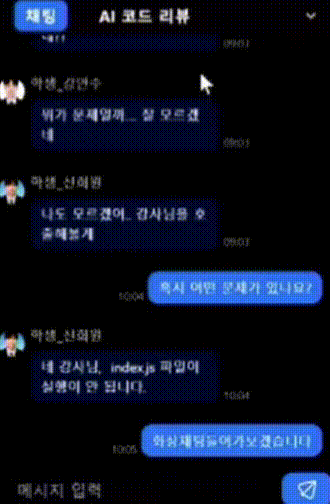 채팅
AI 코드 리뷰
09:03
학생_강민수
뭐가 문제일까... 잘 모르겠
네
09:03
학생_신희원
나도 모르겠어.. 강사님을 호
출해볼게
09:03
혹시 어떤 문제가 있나요?
10:04
학생_신희원
네 강사님, index.js 파일이
실행이 안 됩니다.
10:04
화상채팅들어가보겠습니다
10:05
메시지 입력